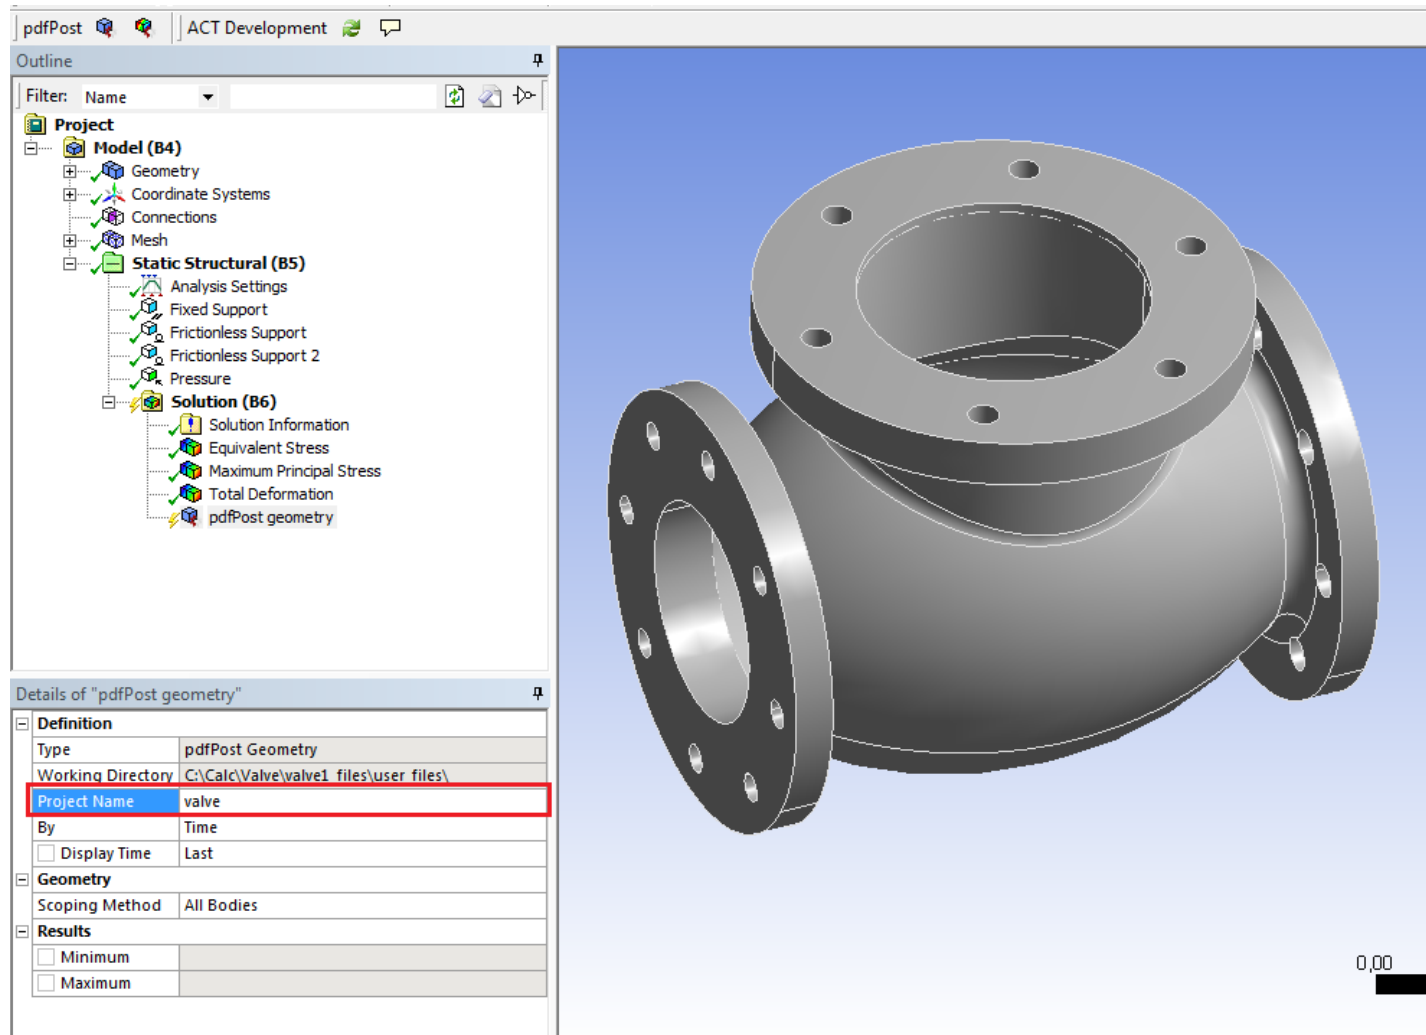 pdfPost ACT Development
Outline
Filter: Name
Project
Model (B4)
Geometry
Coordinate Systems
Connections
Mesh
Static Structural (B5)
Analysis Settings
Fixed Support
Frictionless Support
Frictionless Support 2
Pressure
Solution (B6)
Solution Information
Equivalent Stress
Maximum Principal Stress
Total Deformation
pdfPost geometry
Details of "pdfPost geometry"
Definition
Type pdfPost Geometry
Working Directory C:\Calc\Valve\valve1_files\user_files\
Project Name valve
By Time
Display Time Last
Geometry
Scoping Method All Bodies
Results
Minimum
Maximum
0,00